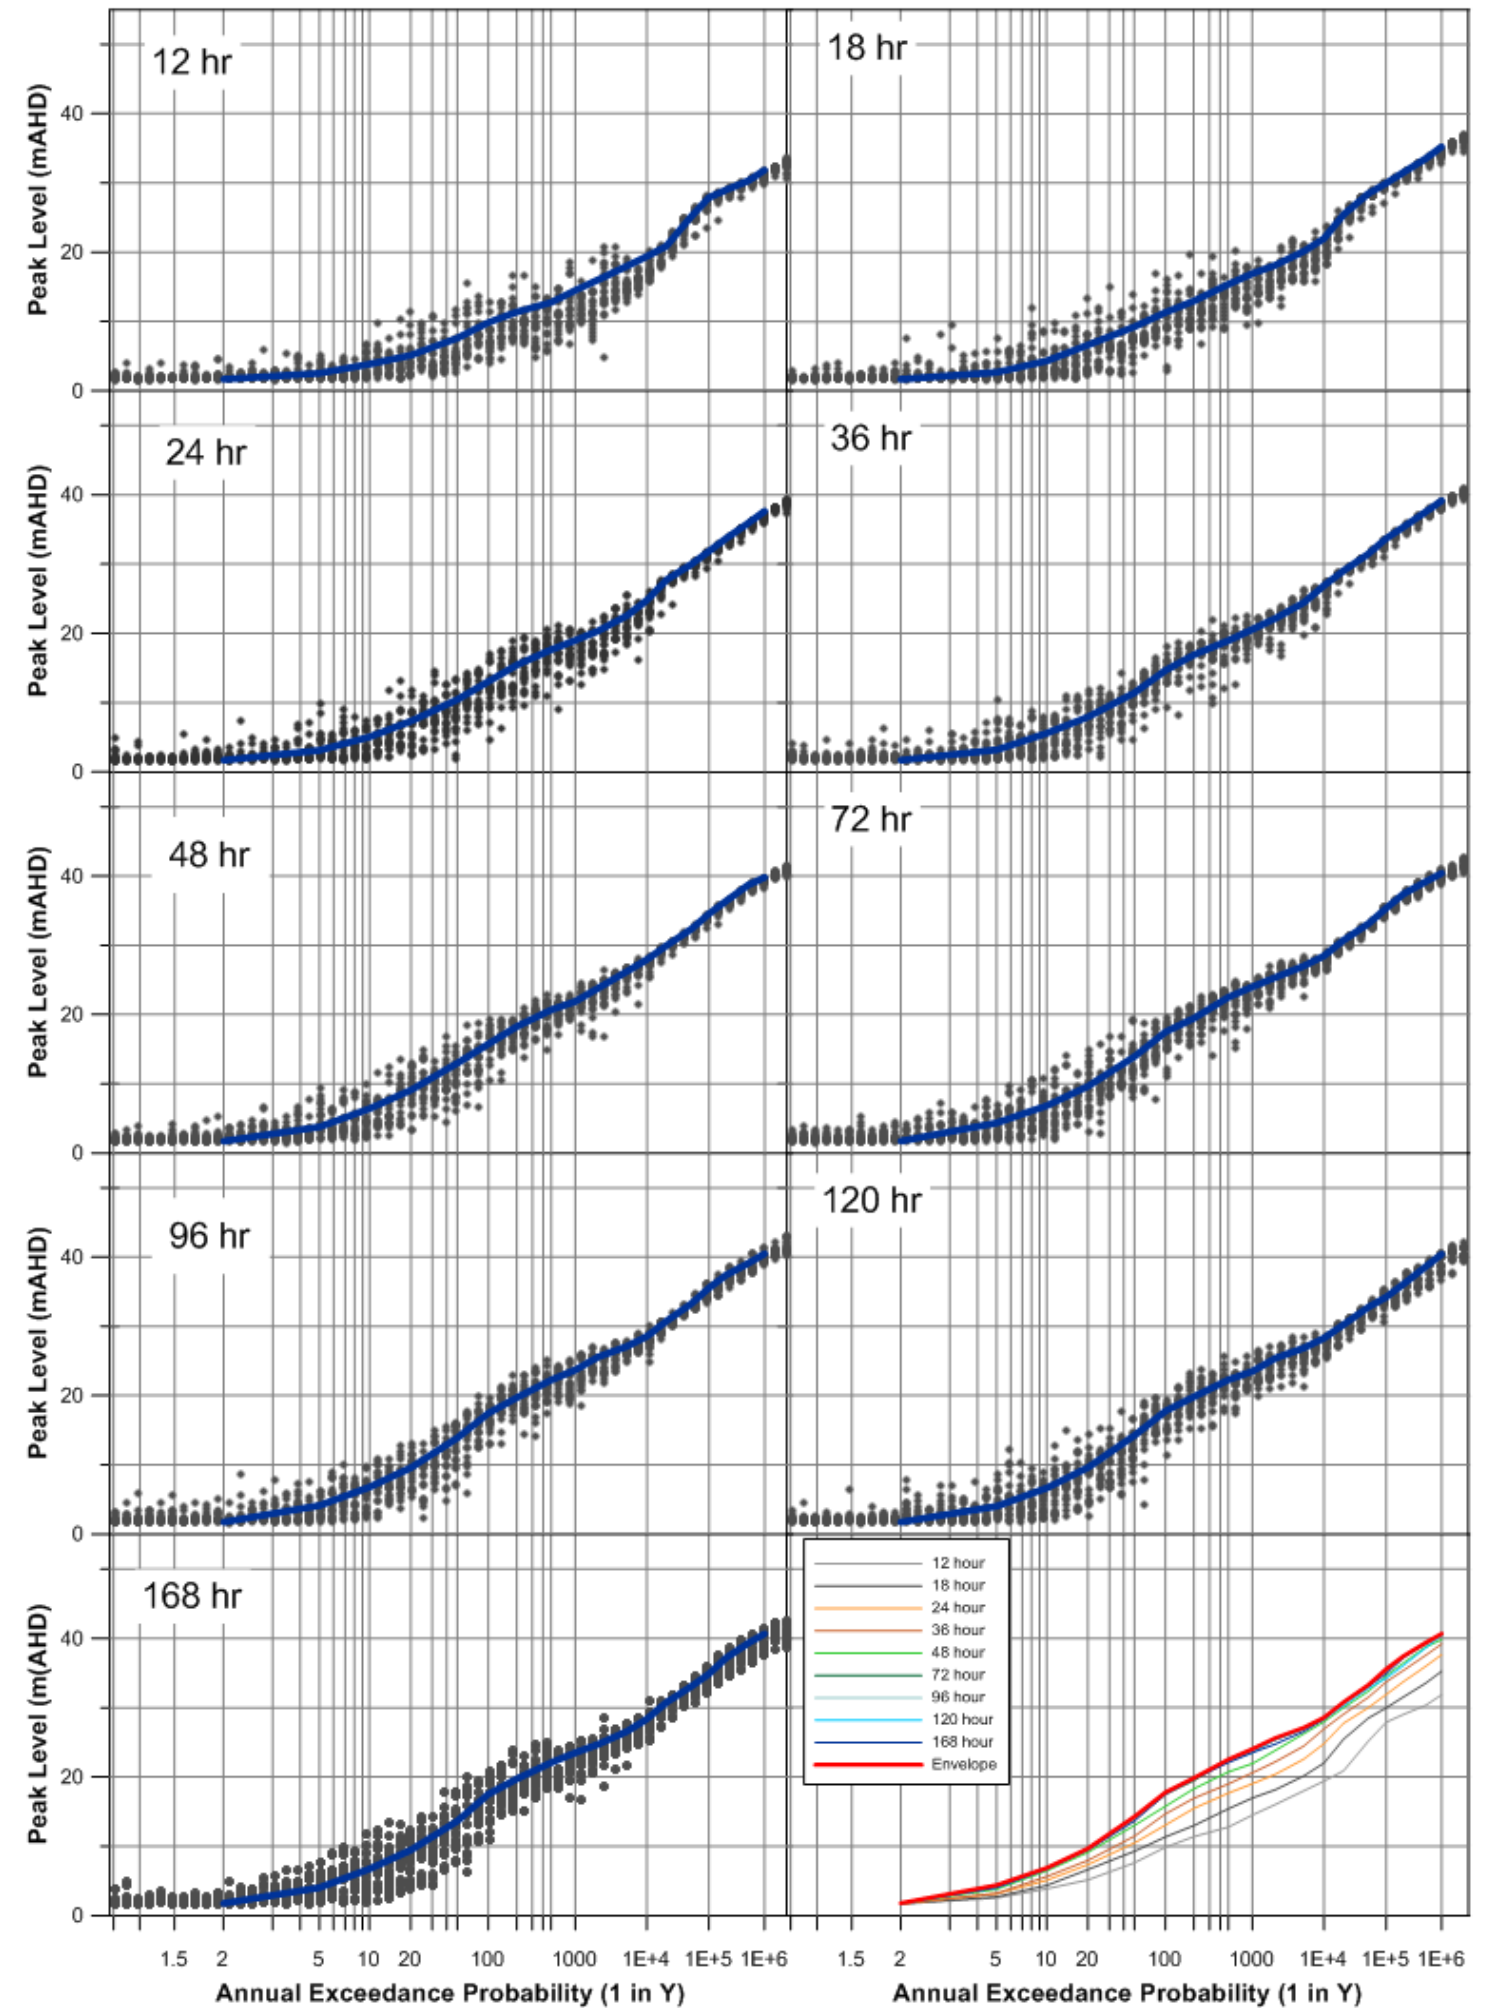 12 hr
18 hr
Peak Level (mAHD)
40
20
0
24 hr
36 hr
Peak Level (mAHD)
40
20
0
48 hr
72 hr
Peak Level (mAHD)
40
20
0
96 hr
120 hr
Peak Level (mAHD)
40
20
0
168 hr
Peak Level m(AHD)
40
20
0
12 hour
18 hour
24 hour
36 hour
48 hour
72 hour
96 hour
120 hour
168 hour
Envelope
1.5 2 5 10 20 100 1000 1E+4 1E+5 1E+6
1.5 2 5 10 20 100 1000 1E+4 1E+5 1E+6
Annual Exceedance Probability (1 in Y)
Annual Exceedance Probability (1 in Y)